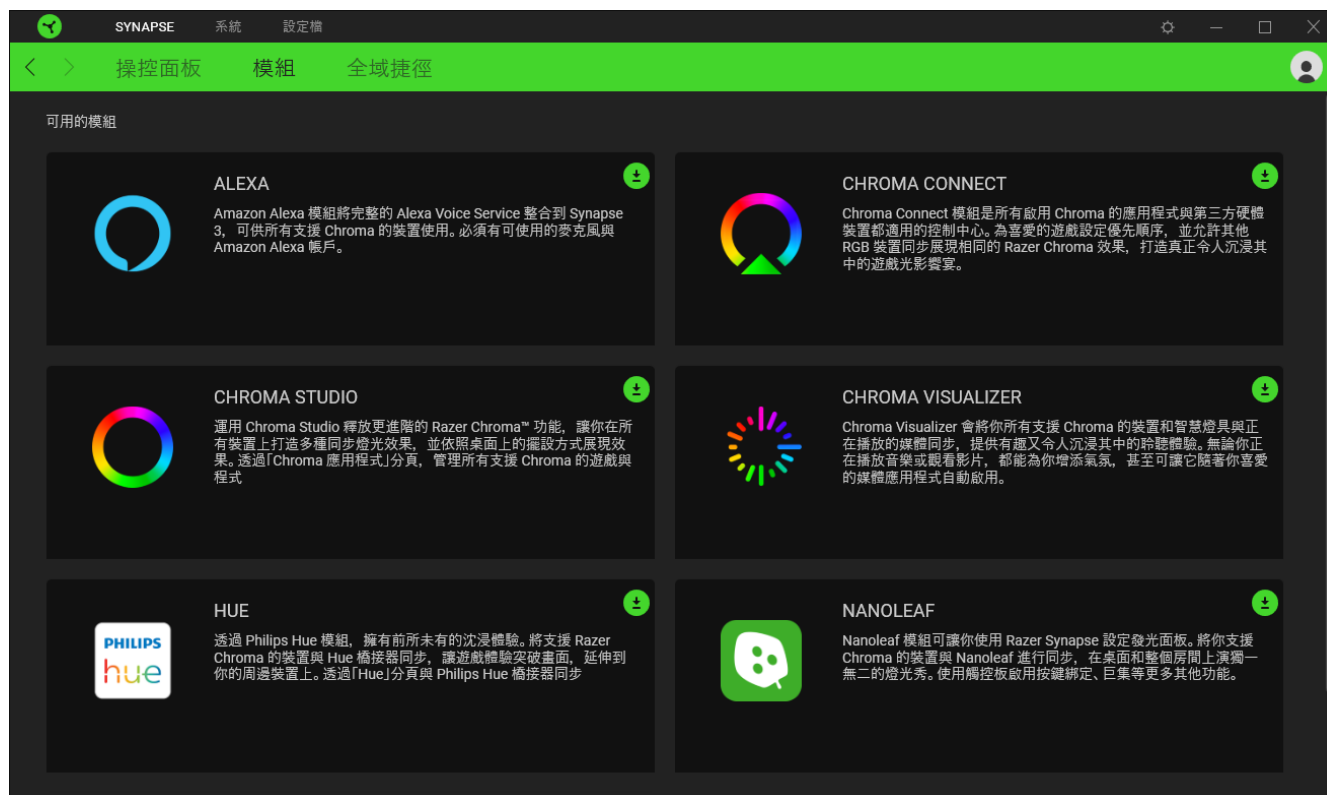 SYNAPSE 系統 設定檔
操控面板 模組 全域捷徑
可用的模組
ALEXA
Amazon Alexa 模組將完整的 Alexa Voice Service 整合到 Synapse
3，可供所有支援 Chroma 的裝置使用。必須有可使用的麥克風與
Amazon Alexa 帳戶。
CHROMA CONNECT
Chroma Connect 模組是所有啟用 Chroma 的應用程式與第三方硬體
裝置都適用的控制中心。為喜愛的遊戲設定優先順序，並允許其他
RGB 裝置同步展現相同的 Razer Chroma 效果，打造真正令人沉浸其
中的遊戲光影饗宴。
CHROMA STUDIO
運用 Chroma Studio 釋放更進階的 Razer Chroma™ 功能，讓你在所
有裝置上打造多種同步燈光效果，並依照桌面上的擺設方式展現效
果。透過「Chroma 應用程式」分頁，管理所有支援 Chroma 的遊戲與
程式
CHROMA VISUALIZER
Chroma Visualizer 會將你所有支援 Chroma 的裝置和智慧燈具與正
在播放的媒體同步，提供有趣又令人沉浸其中的聆聽體驗。無論你正
在播放音樂或觀看影片，都能為你增添氣氛，甚至可讓它隨著你喜愛
的媒體應用程式自動啟用。
PHILIPS
hue
HUE
透過 Philips Hue 模組，擁有前所未有的沈浸體驗。將支援 Razer
Chroma 的裝置與 Hue 橋接器同步，讓遊戲體驗突破畫面，延伸到
你的周邊裝置上。透過「Hue」分頁與 Philips Hue 橋接器同步
NANOLEAF
Nanoleaf 模組可讓你使用 Razer Synapse 設定發光面板。將你支援
Chroma 的裝置與 Nanoleaf 進行同步，在桌面和整個房間上演獨一
無二的燈光秀。使用觸控板啟用按鍵綁定、巨集等更多其他功能。